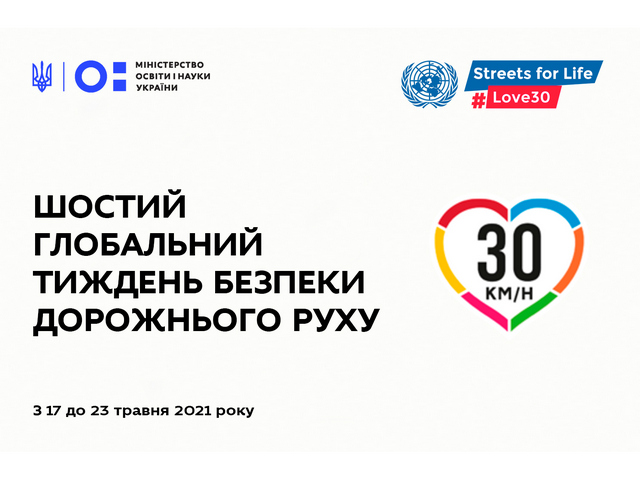 МІНІСТЕРСТВО
ОСВІТИ І НАУКИ
УКРАЇНИ
Streets for Life
#Love30
ШОСТИЙ
ГЛОБАЛЬНИЙ
ТИЖДЕНЬ БЕЗПЕКИ
ДОРОЖНЬОГО РУХУ
30
KM/H
З 17 до 23 травня 2021 року